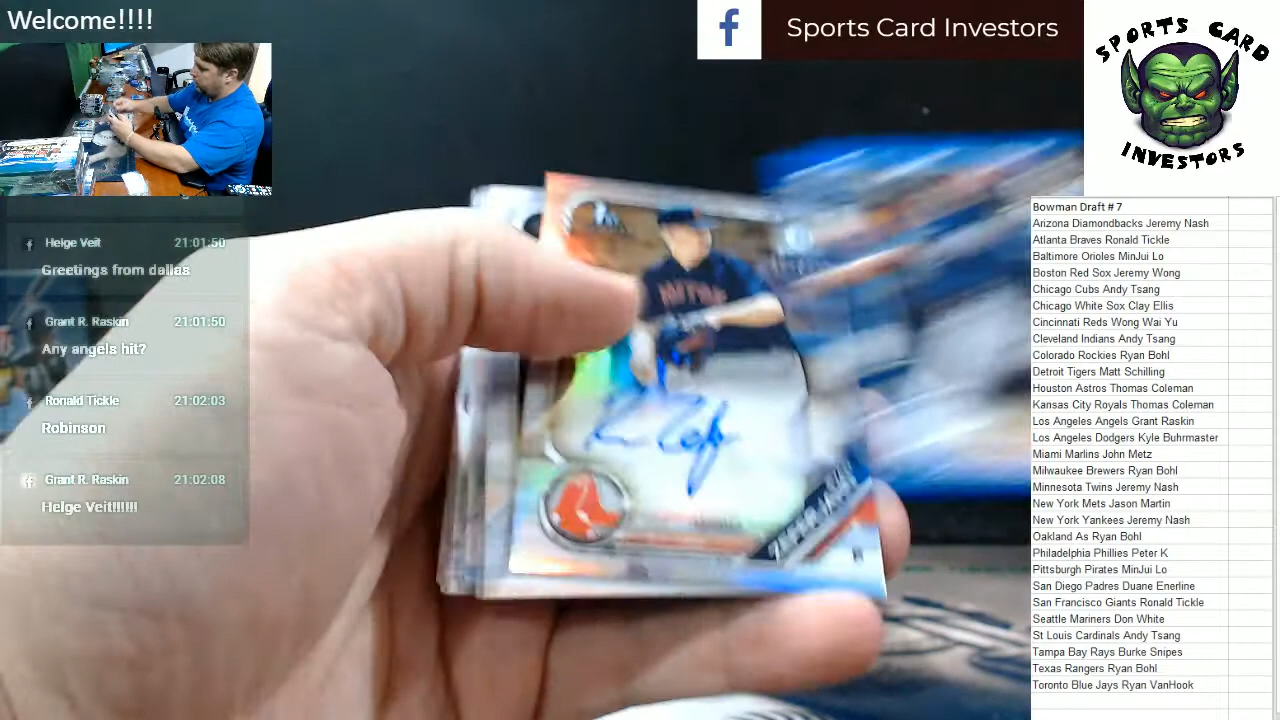 Welcome!!!!
f Sports Card Investors
SPORTS CARD
INVESTORS
Helge Veit 21:01:50
Greetings from dallas
Grant R. Raskin 21:01:50
Any angels hit?
Ronald Tickle 21:02:03
Robinson
Grant R. Raskin 21:02:08
Helge Veit!!!!!!
Bowman Draft # 7
Arizona Diamondbacks Jeremy Nash
Atlanta Braves Ronald Tickle
Baltimore Orioles MinJui Lo
Boston Red Sox Jeremy Wong
Chicago Cubs Andy Tsang
Chicago White Sox Clay Ellis
Cincinnati Reds Wong Wai Yu
Cleveland Indians Andy Tsang
Colorado Rockies Ryan Bohl
Detroit Tigers Matt Schilling
Houston Astros Thomas Coleman
Kansas City Royals Thomas Coleman
Los Angeles Angels Grant Raskin
Los Angeles Dodgers Kyle Buhrmaster
Miami Marlins John Metz
Milwaukee Brewers Ryan Bohl
Minnesota Twins Jeremy Nash
New York Mets Jason Martin
New York Yankees Jeremy Nash
Oakland As Ryan Bohl
Philadelphia Phillies Peter K
Pittsburgh Pirates MinJui Lo
San Diego Padres Duane Enerline
San Francisco Giants Ronald Tickle
Seattle Mariners Don White
St Louis Cardinals Andy Tsang
Tampa Bay Rays Burke Snipes
Texas Rangers Ryan Bohl
Toronto Blue Jays Ryan VanHook